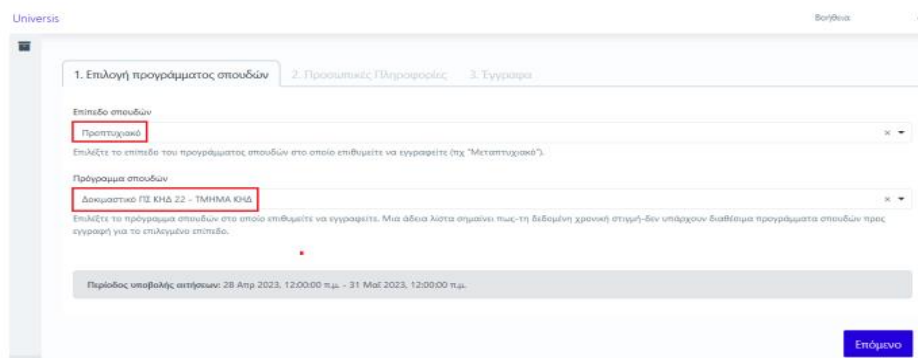 Universis
Βοήθεια
1. Επιλογή προγράμματος σπουδών
2. Προσωπικές Πληροφορίες
3. Έγγραφα
Επίπεδο σπουδών
Προπτυχιακό
Επιλέξτε το επίπεδο του προγράμματος σπουδών στο οποίο επιθυμείτε να εγγραφείτε (πχ "Μεταπτυχιακό").
Πρόγραμμα σπουδών
Δοκιμαστικό ΠΣ ΚΗΔ 22 - ΤΜΗΜΑ ΚΗΔ
Επιλέξτε το πρόγραμμα σπουδών στο οποίο επιθυμείτε να εγγραφείτε. Μια άδεια λίστα σημαίνει πως-τη δεδομένη χρονική στιγμή-δεν υπάρχουν διαθέσιμα προγράμματα σπουδών προς
εγγραφή για το επιλεγμένο επίπεδο.
Περίοδος υποβολής αιτήσεων: 28 Απρ 2023, 12:00:00 π.μ. - 31 Μαΐ 2023, 12:00:00 π.μ.
Επόμενο